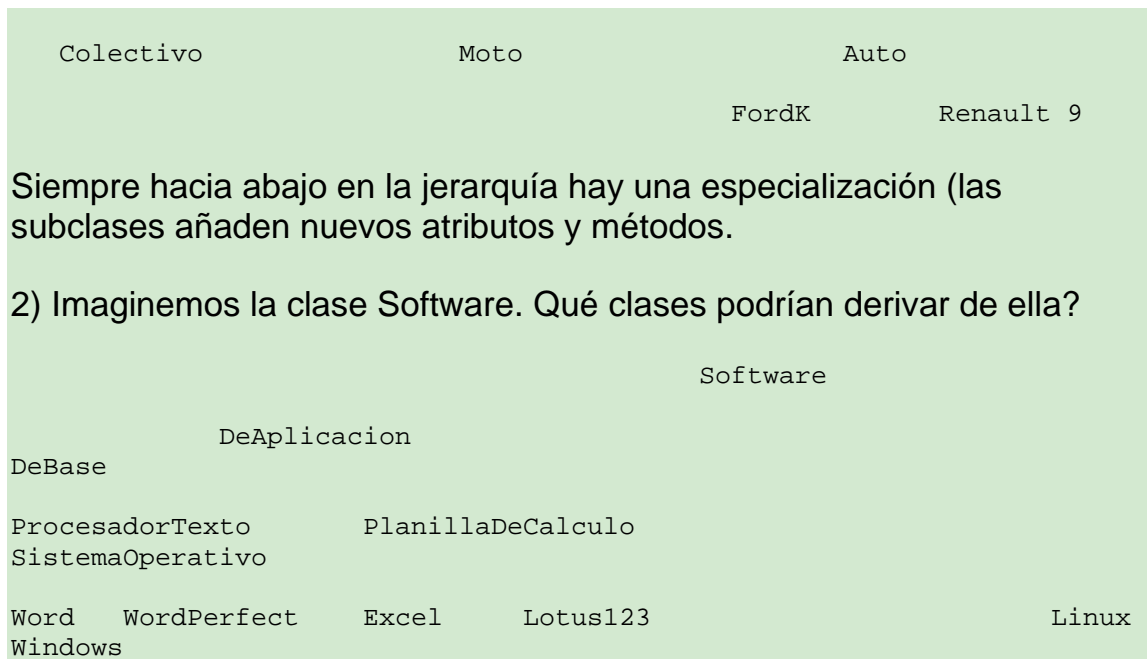 Colectivo Moto Auto
FordK Renault 9
Siempre hacia abajo en la jerarquía hay una especialización (las
subclases añaden nuevos atributos y métodos.
2) Imaginemos la clase Software. Qué clases podrían derivar de ella?
Software
DeAplicacion
DeBase
ProcesadorTexto PlanillaDeCalculo
SistemaOperativo
Word WordPerfect Excel Lotus123 Linux
Windows